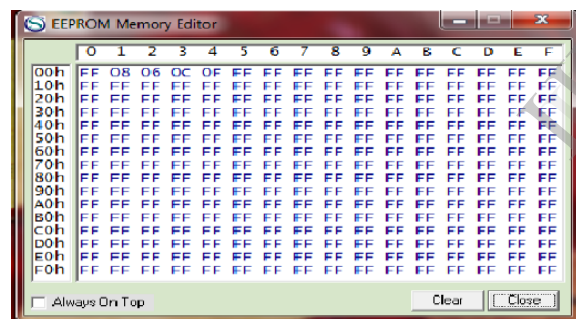 EEPROM Memory Editor
0 1 2 3 4 5 6 7 8 9 A B C D E F
00h FF 08 06 0C 0F FF FF FF FF FF FF FF FF FF FF FF
10h FF FF FF FF FF FF FF FF FF FF FF FF FF FF FF FF
20h FF FF FF FF FF FF FF FF FF FF FF FF FF FF FF FF
30h FF FF FF FF FF FF FF FF FF FF FF FF FF FF FF FF
40h FF FF FF FF FF FF FF FF FF FF FF FF FF FF FF FF
50h FF FF FF FF FF FF FF FF FF FF FF FF FF FF FF FF
60h FF FF FF FF FF FF FF FF FF FF FF FF FF FF FF FF
70h FF FF FF FF FF FF FF FF FF FF FF FF FF FF FF FF
80h FF FF FF FF FF FF FF FF FF FF FF FF FF FF FF FF
90h FF FF FF FF FF FF FF FF FF FF FF FF FF FF FF FF
A0h FF FF FF FF FF FF FF FF FF FF FF FF FF FF FF FF
B0h FF FF FF FF FF FF FF FF FF FF FF FF FF FF FF FF
C0h FF FF FF FF FF FF FF FF FF FF FF FF FF FF FF FF
D0h FF FF FF FF FF FF FF FF FF FF FF FF FF FF FF FF
E0h FF FF FF FF FF FF FF FF FF FF FF FF FF FF FF FF
F0h FF FF FF FF FF FF FF FF FF FF FF FF FF FF FF FF
Always On Top Clear Close